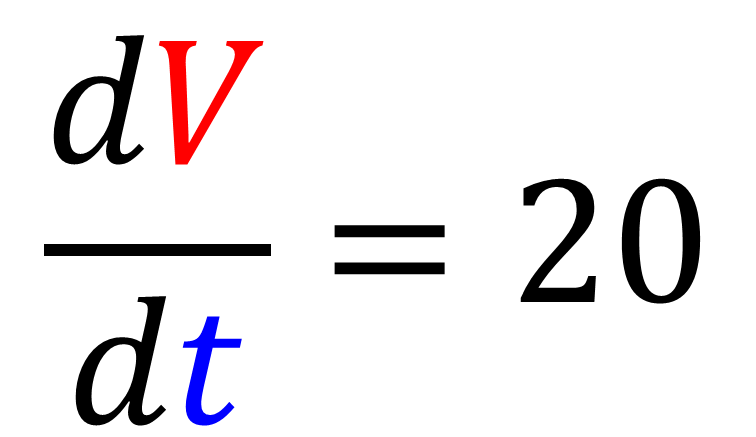 dV/dt = 20